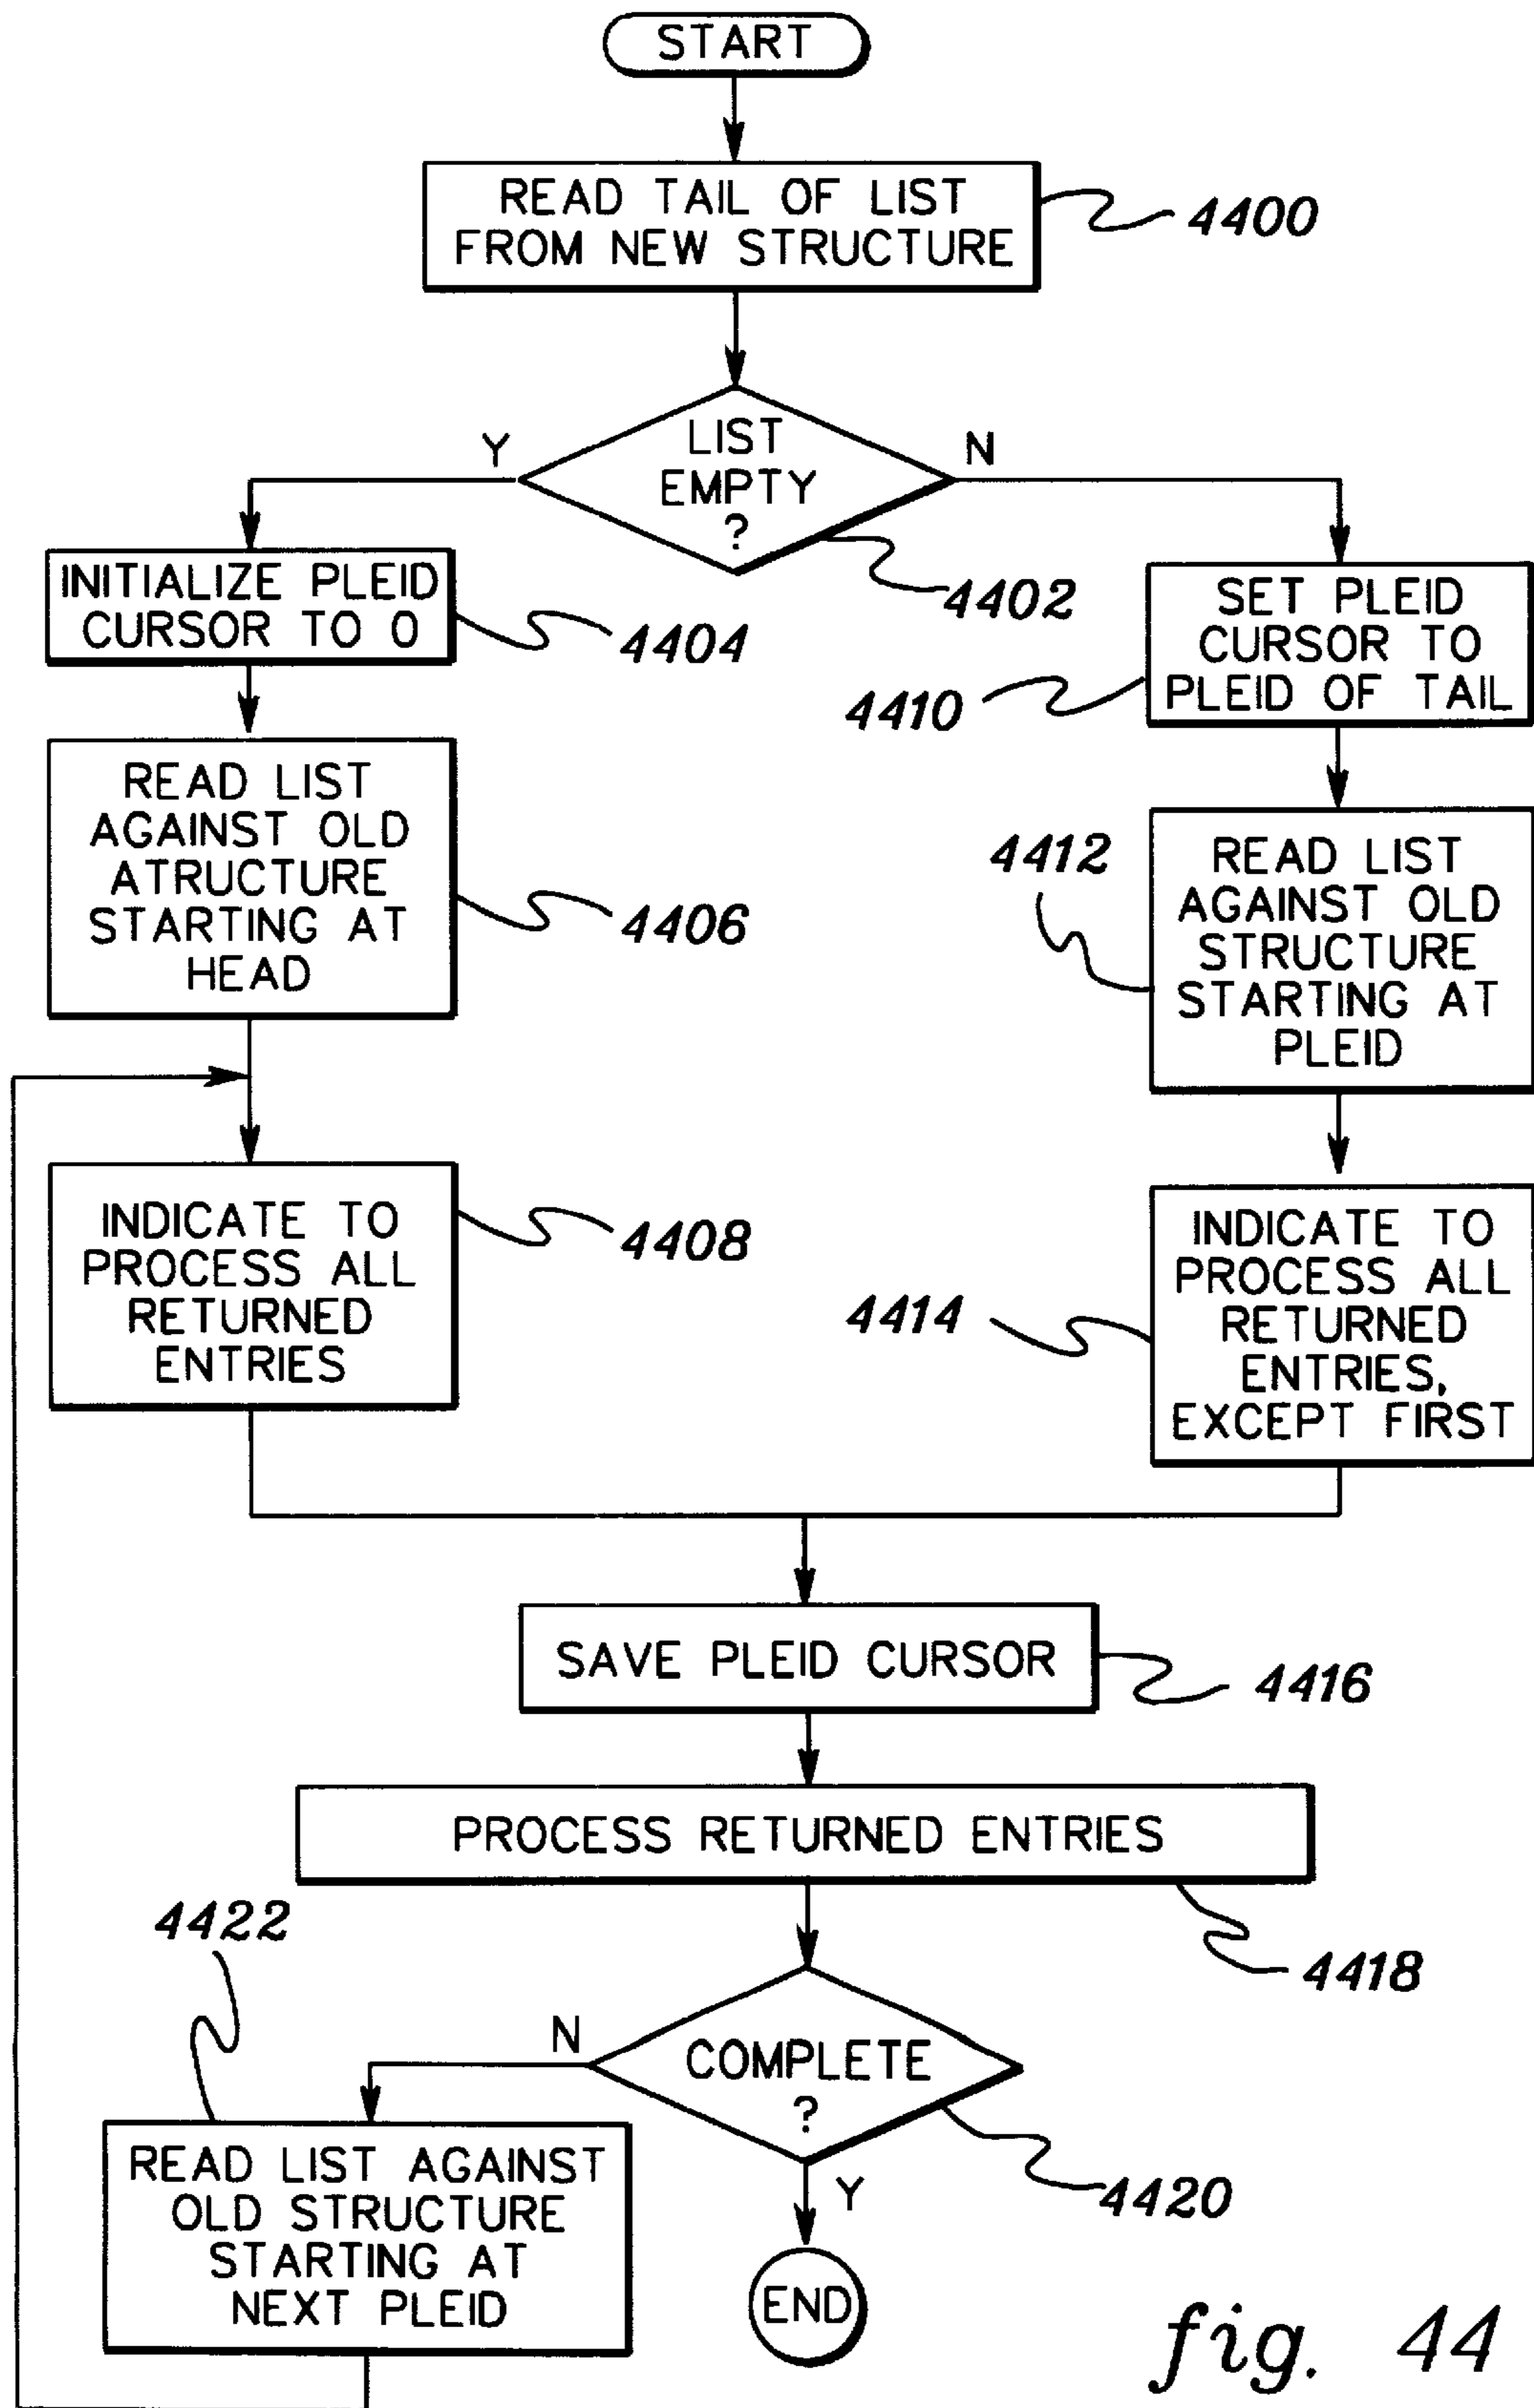 START
READ TAIL OF LIST
FROM NEW STRUCTURE
4400
LIST
EMPTY
?
Y
N
4402
INITIALIZE PLEID
CURSOR TO 0
4404
SET PLEID
CURSOR TO
PLEID OF TAIL
4410
READ LIST
AGAINST OLD
ATRUCTURE
STARTING AT
HEAD
4406
4412
READ LIST
AGAINST OLD
STRUCTURE
STARTING AT
PLEID
INDICATE TO
PROCESS ALL
RETURNED
ENTRIES
4408
4414
INDICATE TO
PROCESS ALL
RETURNED
ENTRIES,
EXCEPT FIRST
SAVE PLEID CURSOR
4416
PROCESS RETURNED ENTRIES
4418
4422
N
COMPLETE
?
4420
Y
READ LIST AGAINST
OLD STRUCTURE
STARTING AT
NEXT PLEID
END
fig. 44